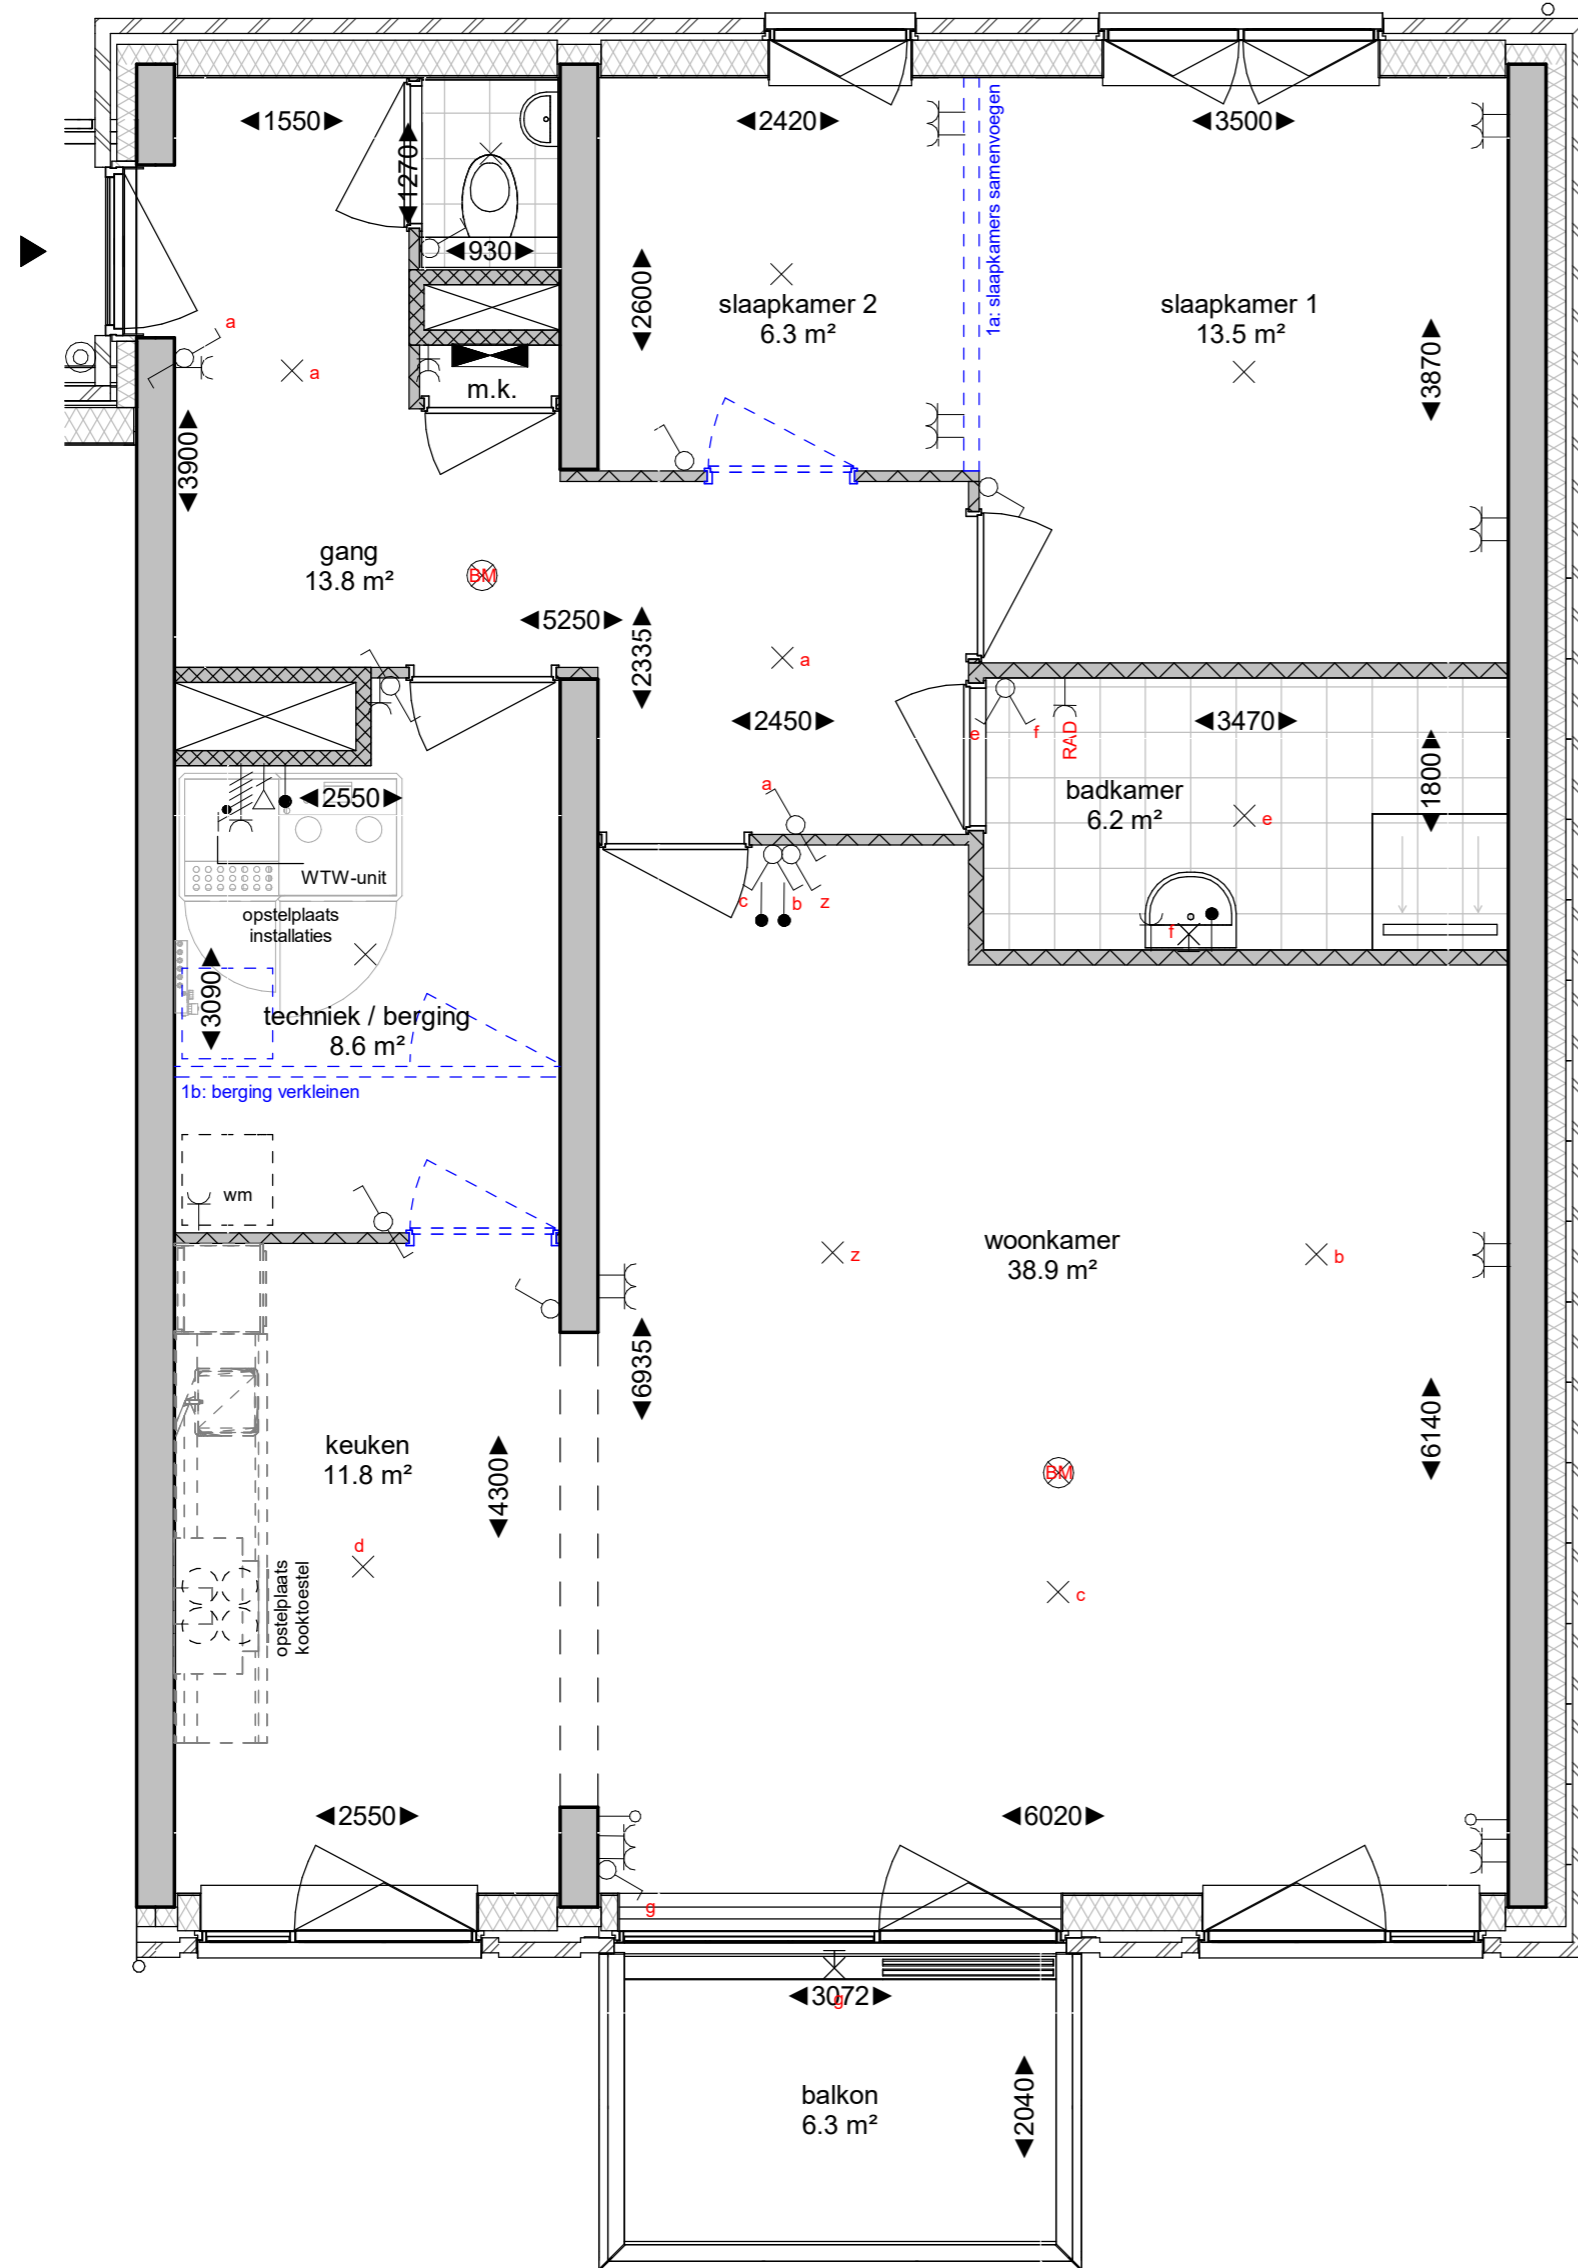 1550
1270
930
2420
3500
1a: slaapkamers samenvoegen
slaapkamer 2
6.3 m²
2600
slaapkamer 1
13.5 m²
3870
a
a
m.k.
3900
gang
13.8 m²
BM
5250
2335
a
2450
3470
e
f
RAD
1800
badkamer
6.2 m²
e
f
a
2550
WTW-unit
opstelplaats
installaties
c
b
z
3090
techniek / berging
8.6 m²
1b: berging verkleinen
wm
woonkamer
38.9 m²
z
b
6935
6140
keuken
11.8 m²
4300
BM
d
opstelplaats
kooktoestel
c
2550
6020
g
3072
g
balkon
6.3 m²
2040